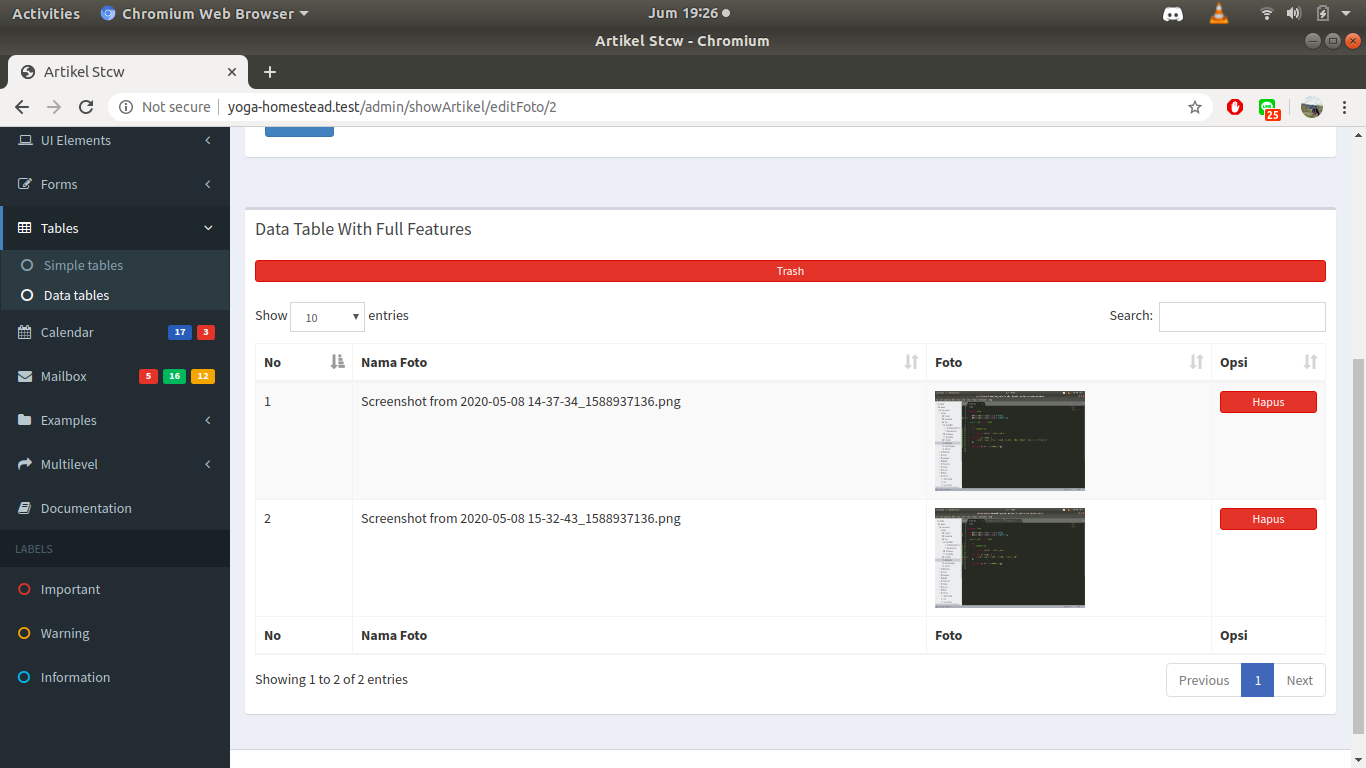 Activities Chromium Web Browser Jum 19:26
Artikel Stcw - Chromium
Artikel Stcw
Not secure yoga-homestead.test/admin/showArtikel/editFoto/2 25
UI Elements
Forms
Tables
Simple tables
Data tables
Calendar 17 3
Mailbox 5 16 12
Examples
Multilevel
Documentation
LABELS
Important
Warning
Information
Data Table With Full Features
Trash
Show 10 entries Search:
No Nama Foto Foto Opsi
1 Screenshot from 2020-05-08 14-37-34_1588937136.png Hapus
2 Screenshot from 2020-05-08 15-32-43_1588937136.png Hapus
No Nama Foto Foto Opsi
Showing 1 to 2 of 2 entries Previous 1 Next